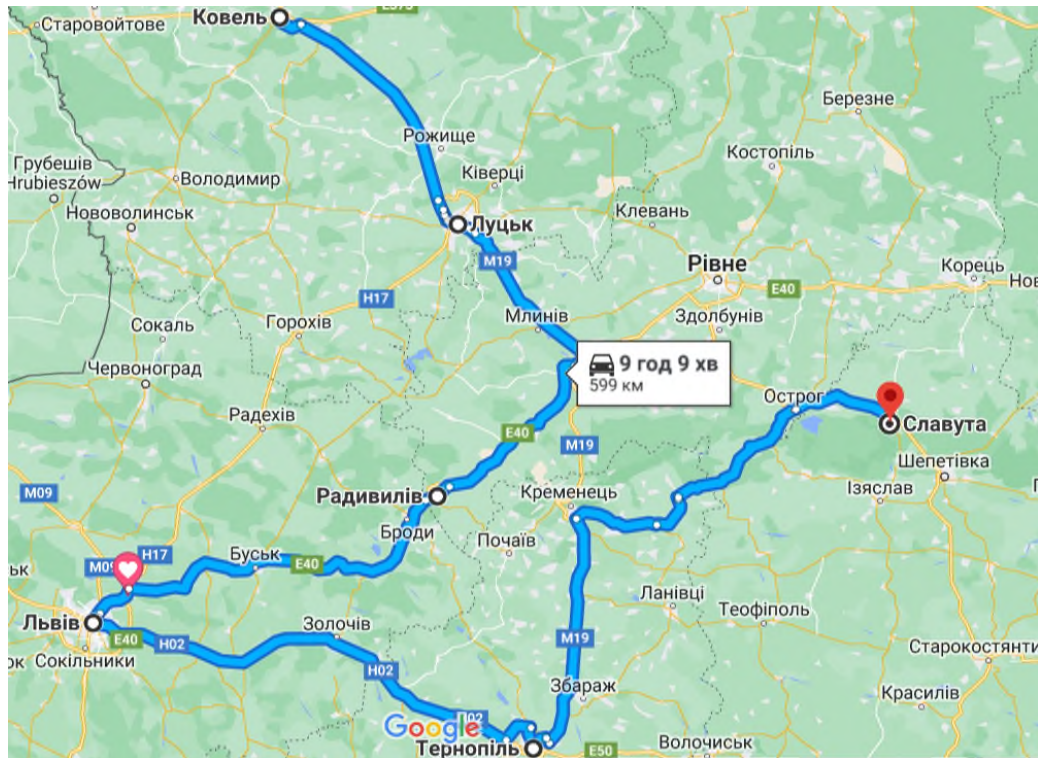 Ковель
E373
Старовойтове
Березне
Рожище
Костопіль
Грубешів
Hrubieszów
Володимир
Ківерці
Нововолинськ
Луцьк
Клевань
M19
Рівне
Корець
E40
Нов
H17
Сокаль
Горохів
Млинів
Здолбунів
9 год 9 хв
599 км
Червоноград
Острог
Радехів
Славута
E40
M19
Шепетівка
M09
Радивилів
Кременець
Ізяслав
Броди
Почаїв
H17
Буськ
E40
M09
Ланівці
Теофіполь
Львів
E40
H02
Золочів
M19
Сокільники
Старокостянти
H02
Збараж
Красилів
Google
Тернопіль
E50
Волочиськ